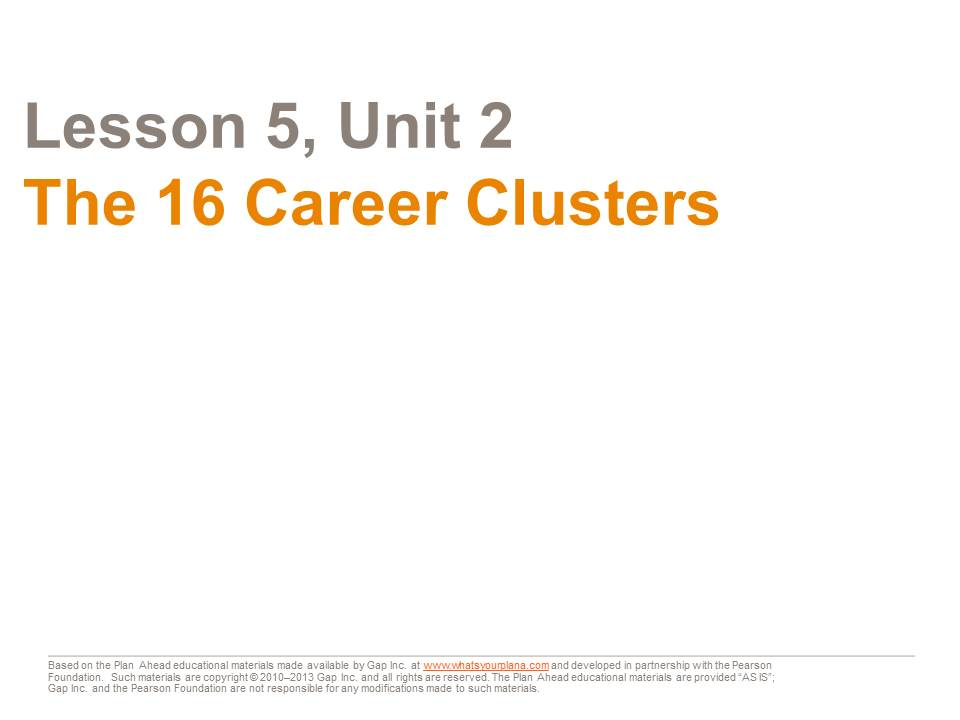 Lesson 5, Unit 2
The 16 Career Clusters
Based on the Plan Ahead educational materials made available by Gap Inc. at www.whatsyourplana.com and developed in partnership with the Pearson
Foundation. Such materials are copyright © 2010–2013 Gap Inc. and all rights are reserved. The Plan Ahead educational materials are provided “AS IS”;
Gap Inc. and the Pearson Foundation are not responsible for any modifications made to such materials.